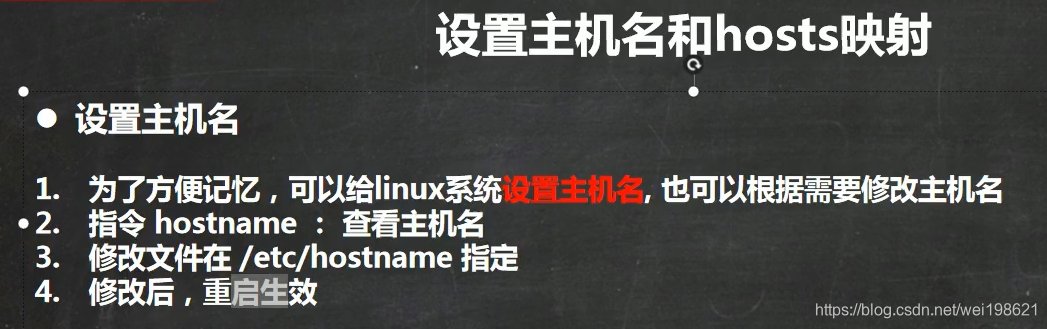 设置主机名和hosts映射
● 设置主机名
1. 为了方便记忆，可以给linux系统设置主机名, 也可以根据需要修改主机名
2. 指令 hostname ： 查看主机名
3. 修改文件在 /etc/hostname 指定
4. 修改后，重启生效
https://blog.csdn.net/wei198621